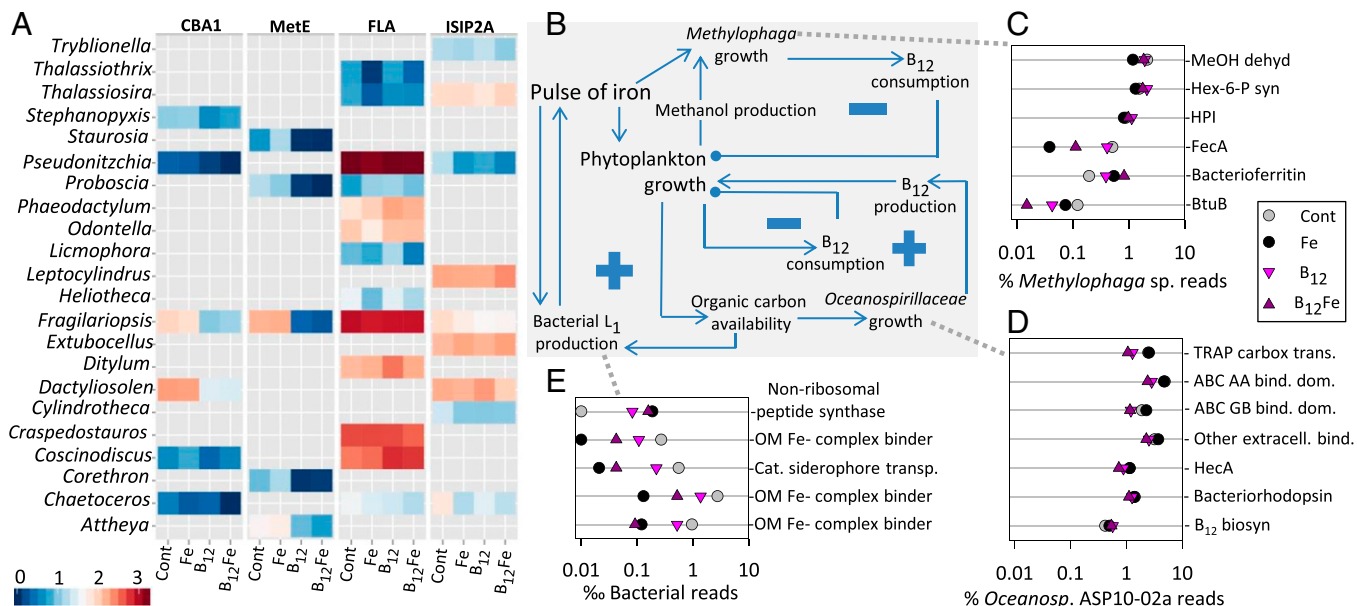 A
CBA1 MetE FLA ISIP2A
Tryblionella
Thalassiothrix
Thalassiosira
Stephanopyxis
Staurosia
Pseudonitzchia
Proboscia
Phaeodactylum
Odontella
Licmophora
Leptocylindrus
Heliotheca
Fragilariopsis
Extubocellus
Ditylum
Dactyliosolen
Cylindrotheca
Craspedostauros
Coscinodiscus
Corethron
Chaetoceros
Attheya
Cont Fe B12 B12Fe Cont Fe B12 B12Fe Cont Fe B12 B12Fe Cont Fe B12 B12Fe
0 1 2 3
B
Methylophaga
growth
B12
consumption
Pulse of iron
Methanol production
Phytoplankton
growth
B12
production
B12
consumption
Organic carbon
availability
Oceanospirillaceae
growth
Bacterial L1
production
C
MeOH dehyd
Hex-6-P syn
HPI
FecA
Bacterioferritin
BtuB
0.01 0.1 1 10
% Methylophaga sp. reads
Cont
Fe
B12
B12Fe
D
TRAP carbox trans.
ABC AA bind. dom.
ABC GB bind. dom.
Other extracell. bind.
HecA
Bacteriorhodopsin
B12 biosyn
0.01 0.1 1 10
% Oceanosp. ASP10-02a reads
E
Non-ribosomal
peptide synthase
OM Fe- complex binder
Cat. siderophore transp.
OM Fe- complex binder
OM Fe- complex binder
0.01 0.1 1 10
‰ Bacterial reads